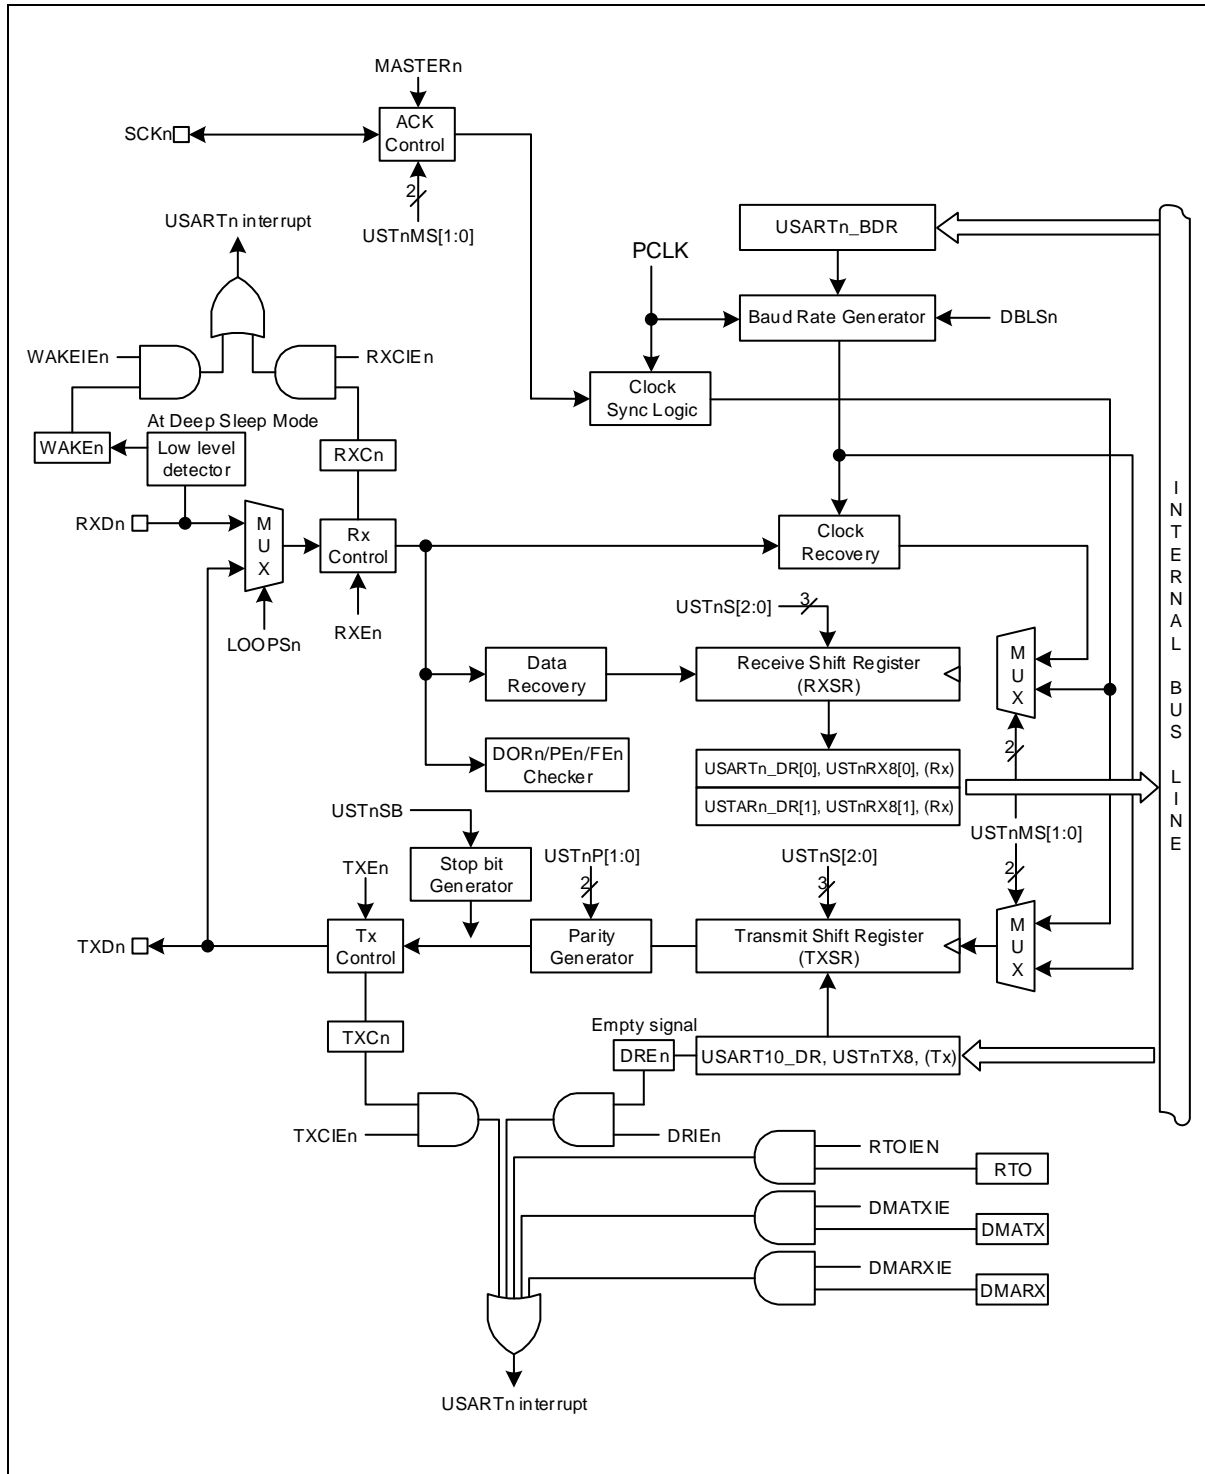 MASTERn
SCKn
ACK
Control
2
USTnMS[1:0]
USARTn interrupt
USARTn_BDR
PCLK
Baud Rate Generator
DBLSn
WAKEIEn
RXCIEn
Clock
Sync Logic
At Deep Sleep Mode
WAKEn
Low level
detector
RXCn
RXDn
M
U
X
Rx
Control
Clock
Recovery
LOOPSn
RXEn
USTnS[2:0]
3
Data
Recovery
Receive Shift Register
(RXSR)
M
U
X
2
DORn/PEn/FEn
Checker
USARTn_DR[0], USTnRX8[0], (Rx)
USTARn_DR[1], USTnRX8[1], (Rx)
USTnMS[1:0]
2
USTnSB
Stop bit
Generator
USTnP[1:0]
2
USTnS[2:0]
3
TXEn
TXDn
Tx
Control
Parity
Generator
Transmit Shift Register
(TXSR)
M
U
X
INTERNAL BUS LINE
TXCn
Empty signal
DREn
USART10_DR, USTnTX8, (Tx)
TXCIEn
DRIEn
RTOIEN
RTO
DMATXIE
DMATX
DMARXIE
DMARX
USARTn interrupt